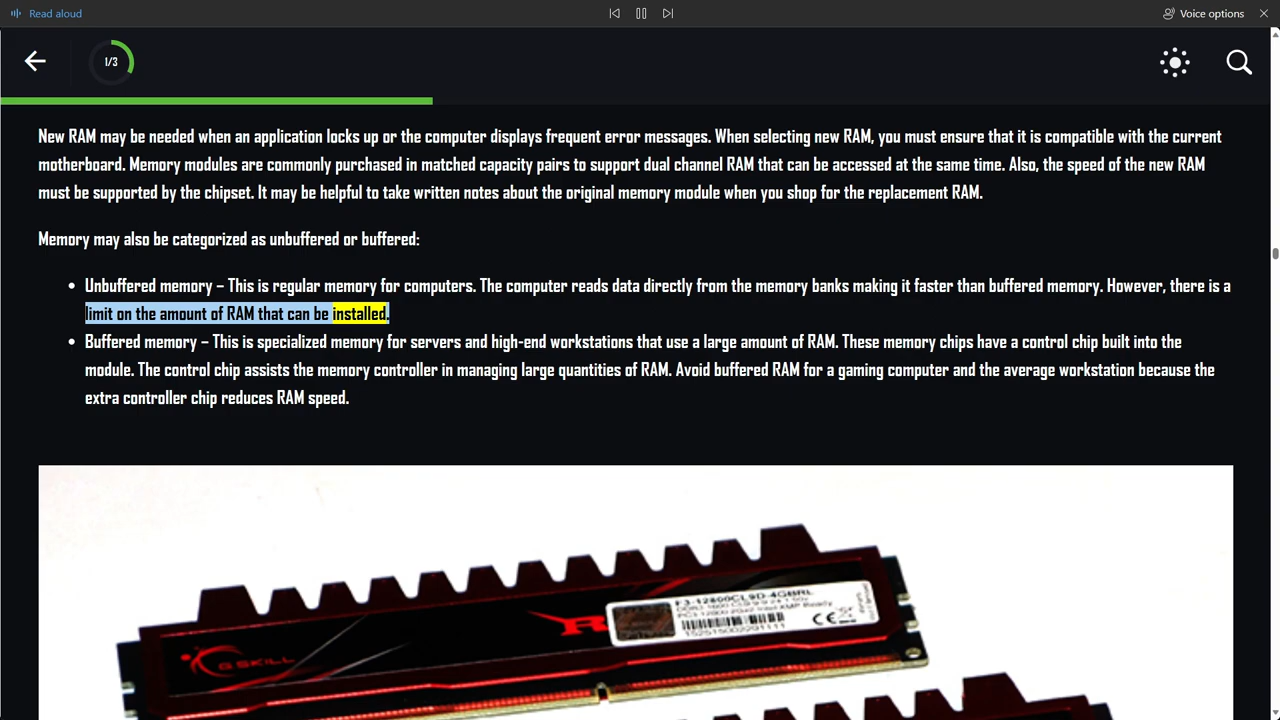 Read aloud
Voice options
1/3
New RAM may be needed when an application locks up or the computer displays frequent error messages. When selecting new RAM, you must ensure that it is compatible with the current
motherboard. Memory modules are commonly purchased in matched capacity pairs to support dual channel RAM that can be accessed at the same time. Also, the speed of the new RAM
must be supported by the chipset. It may be helpful to take written notes about the original memory module when you shop for the replacement RAM.
Memory may also be categorized as unbuffered or buffered:
• Unbuffered memory – This is regular memory for computers. The computer reads data directly from the memory banks making it faster than buffered memory. However, there is a
limit on the amount of RAM that can be installed.
• Buffered memory – This is specialized memory for servers and high-end workstations that use a large amount of RAM. These memory chips have a control chip built into the
module. The control chip assists the memory controller in managing large quantities of RAM. Avoid buffered RAM for a gaming computer and the average workstation because the
extra controller chip reduces RAM speed.
F3-12800CL9D-4GBRL
G.SKILL